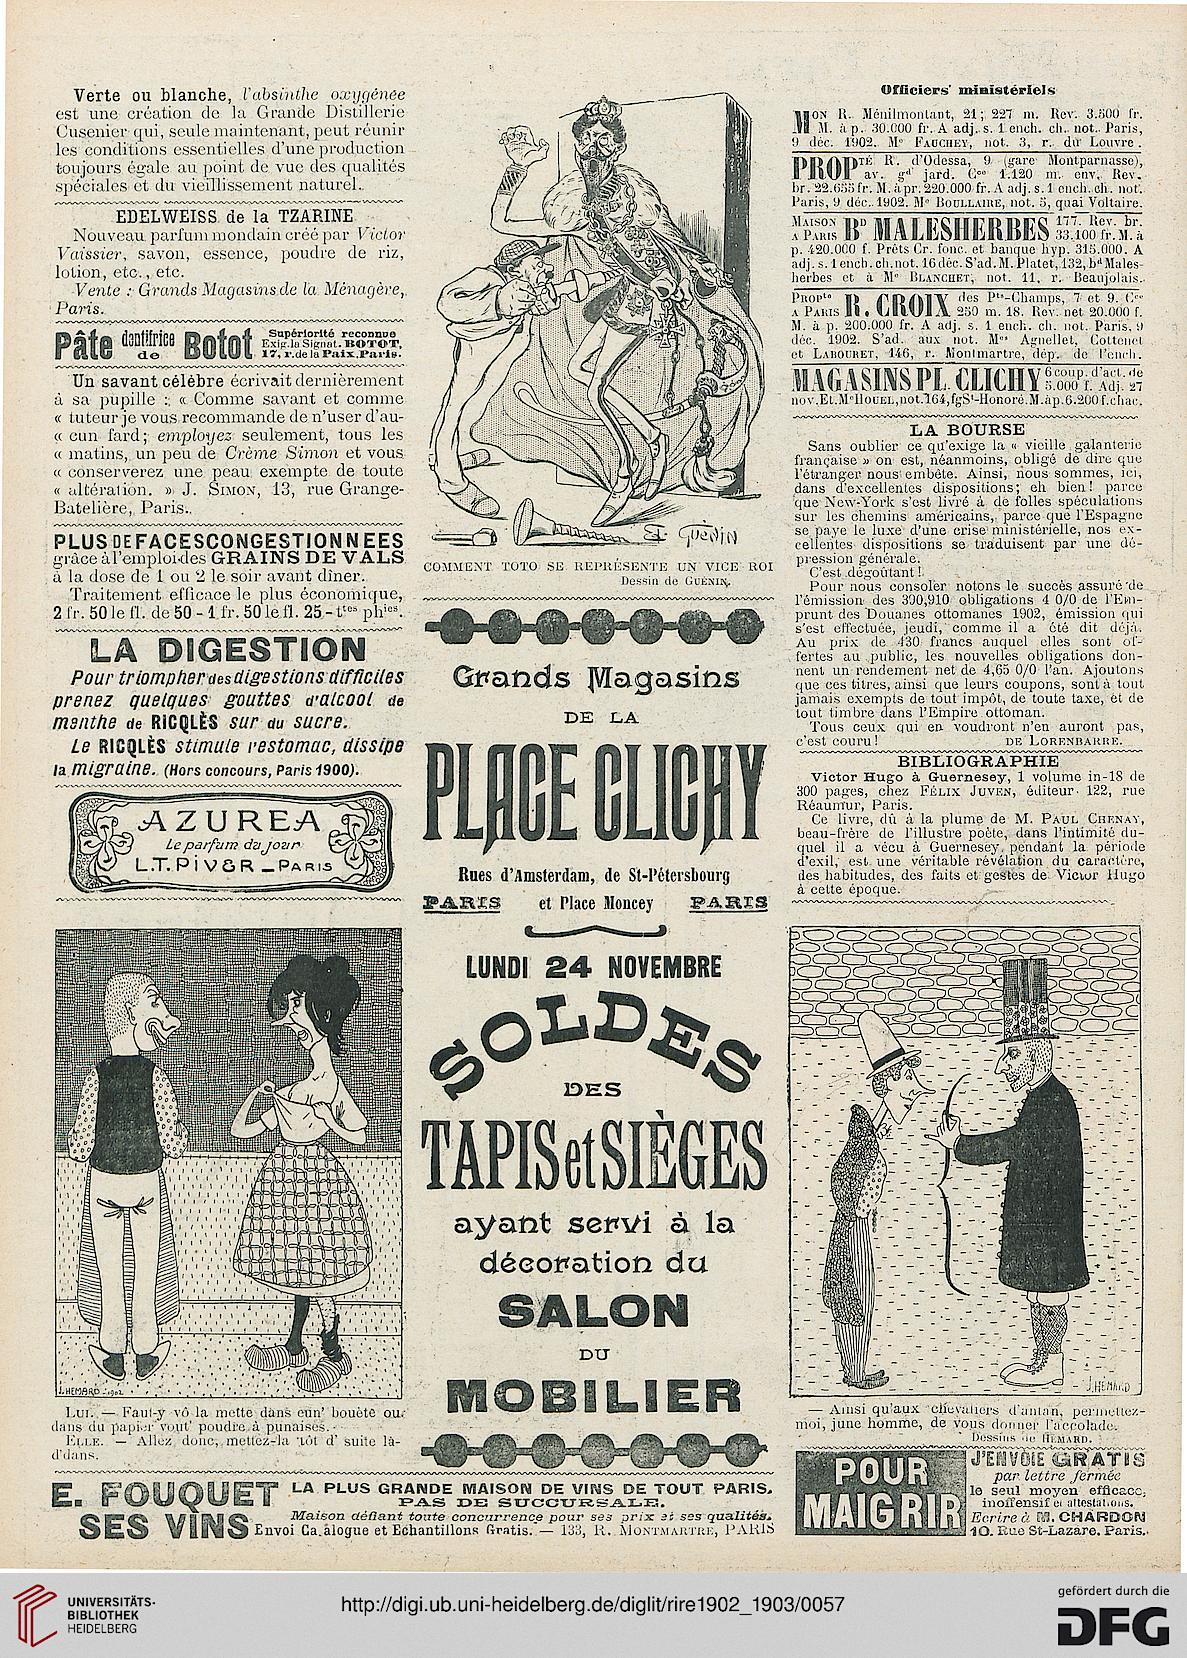 Verte ou blanche, l'absinthe oxygénée
est une création de la Grande Distillerie
Cusenier qui, seule maintenant, peut réunir
les conditions essentielles d'une production
toujours égale au point de vue des qualités
spéciales et du vieillissement naturel.
EDELWEISS de la TZARINE
Nouveau parfum mondain créé par Victor
Vaissier, savon, essence, poudre de riz,
lotion, etc., etc.
Vente : Grands Magasins de la Ménagère,
Paris.
Pâte dentifrice de Botot
Supériorité reconnue
Exig. la Signat. BOTOT,
17, r. de la Paix, Paris.
Un savant célèbre écrivait dernièrement
à sa pupille : « Comme savant et comme
« tuteur je vous recommande de n'user d'au-
« cun fard; employez seulement, tous les
« matins, un peu de Crème Simon et vous
« conserverez une peau exempte de toute
« altération. » J. SIMON, 13, rue Grange-
Batelière, Paris.
PLUS DE FACES CONGESTIONNEES
grâce à l'emploi des GRAINS DE VALS
à la dose de 1 ou 2 le soir avant dîner.
Traitement efficace le plus économique,
2 fr. 50 le fl. de 50 - 1 fr. 50 le fl. 25 - ttes phies.
LA DIGESTION
Pour triompher des digestions difficiles
prenez quelques gouttes d'alcool de
menthe de RICQLÈS sur du sucre.
Le RICQLÈS stimule l'estomac, dissipe
la migraine. (Hors concours, Paris 1900).
AZUREA
Le parfum du jour
L.T. PIVER _ PARIS
J. HEMARD - 1902
LUI. — Faut-y vô la mette dans eun' bouète ou
dans du papier vout' poudre à punaises.
ELLE. — Allez donc, mettez-la tôt d' suite là-
d'dans.
GUÉNIN
COMMENT TOTO SE REPRÉSENTE UN VICE ROI
Dessin de GUÉNIN.
Grands Magasins
DE LA
PLACE CLICHY
Rues d'Amsterdam, de St-Pétersbourg
PARIS et Place Moncey PARIS
LUNDI 24 NOVEMBRE
SOLDES
DES
TAPIS et SIÈGES
ayant servi à la
décoration du
SALON
DU
MOBILIER
Officiers ministériels
MON R. Ménilmontant, 21; 227 m. Rev. 3.500 fr.
M. à p. 30.000 fr. A adj. s. 1 ench. ch. not. Paris,
9 déc. 1902. Me FAUCHEY, not. 3, r. du Louvre.
PROPTÉ R. d'Odessa, 9 (gare Montparnasse),
av. gd jard. Cce 1.120 m. env. Rev.
br. 22.655 fr. M. à pr. 220.000 fr. A adj. s. 1 ench. ch. not.
Paris, 9 déc. 1902. Me BOULLAIRE, not. 5, quai Voltaire.
MAISON A PARIS BD MALESHERBES 177. Rev. br.
33.100 fr. M. à
p. 420.000 f. Prêts Cr. fonc. et banque hyp. 315.000. A
adj. s. 1 ench. ch. not. 16 déc. S'ad. M. Platet, 132, bd Males-
herbes et à Me BLANCHET, not. 11, r. Beaujolais.
PROPte A PARIS R. CROIX des Pts-Champs, 7 et 9. Cce
250 m. 18. Rev. net 20.000 f.
M. à p. 200.000 fr. A adj. s. 1 ench. ch. not. Paris, 9
déc. 1902. S'ad. aux not. Mes Agnellet, Cottenet
et LABOURET, 146, r. Montmartre, dép. de l'ench.
MAGASINS PL. CLICHY 6 coup. d'act. de
5.000 f. Adj. 27
nov. Et. Me HOUEL, not. 164, fg St-Honoré. M. à p. 6.200 f. chac.
LA BOURSE
Sans oublier ce qu'exige la « vieille galanterie
française » on est, néanmoins, obligé de dire que
l'étranger nous embête. Ainsi, nous sommes, ici,
dans d'excellentes dispositions; eh bien! parce
que New-York s'est livré à de folles spéculations
sur les chemins américains, parce que l'Espagne
se paye le luxe d'une crise ministérielle, nos ex-
cellentes dispositions se traduisent par une dé-
pression générale.
C'est dégoûtant!
Pour nous consoler notons le succès assuré de
l'émission des 390,910 obligations 4 0/0 de l'Em-
prunt des Douanes ottomanes 1902, émission qui
s'est effectuée, jeudi, comme il a été dit déjà.
Au prix de 430 francs auquel elles sont of-
fertes au public, les nouvelles obligations don-
nent un rendement net de 4,65 0/0 l'an. Ajoutons
que ces titres, ainsi que leurs coupons, sont à tout
jamais exempts de tout impôt, de toute taxe, et de
tout timbre dans l'Empire ottoman.
Tous ceux qui en voudront n'en auront pas,
c'est couru! DE LORENBARRE.
BIBLIOGRAPHIE
Victor Hugo à Guernesey, 1 volume in-18 de
300 pages, chez FÉLIX JUVEN, éditeur 122, rue
Réaumur, Paris.
Ce livre, dû à la plume de M. PAUL CHENAY,
beau-frère de l'illustre poète, dans l'intimité du-
quel il a vécu à Guernesey, pendant la période
d'exil, est une véritable révélation du caractère,
des habitudes, des faits et gestes de Victor Hugo
à cette époque.
J. HEMARD
— Ainsi qu'aux chevaliers d'antan, permettez-
moi, jeune homme, de vous donner l'accolade.
Dessins de HEMARD.
E. FOUQUET
SES VINS
LA PLUS GRANDE MAISON DE VINS DE TOUT PARIS.
PAS DE SUCCURSALE.
Maison défiant toute concurrence pour ses prix et ses qualités.
Envoi Catalogue et Echantillons Gratis. — 133, R. MONTMARTRE, PARIS
POUR
MAIGRIR
J'ENVOIE GRATIS
par lettre fermée
le seul moyen efficace,
inoffensif et attestations.
Ecrire à M. CHARDON
10, Rue St-Lazare, Paris.
UNIVERSITÄTS-
BIBLIOTHEK
HEIDELBERG
http://digi.ub.uni-heidelberg.de/diglit/rire1902_1903/0057
gefördert durch die
DFG